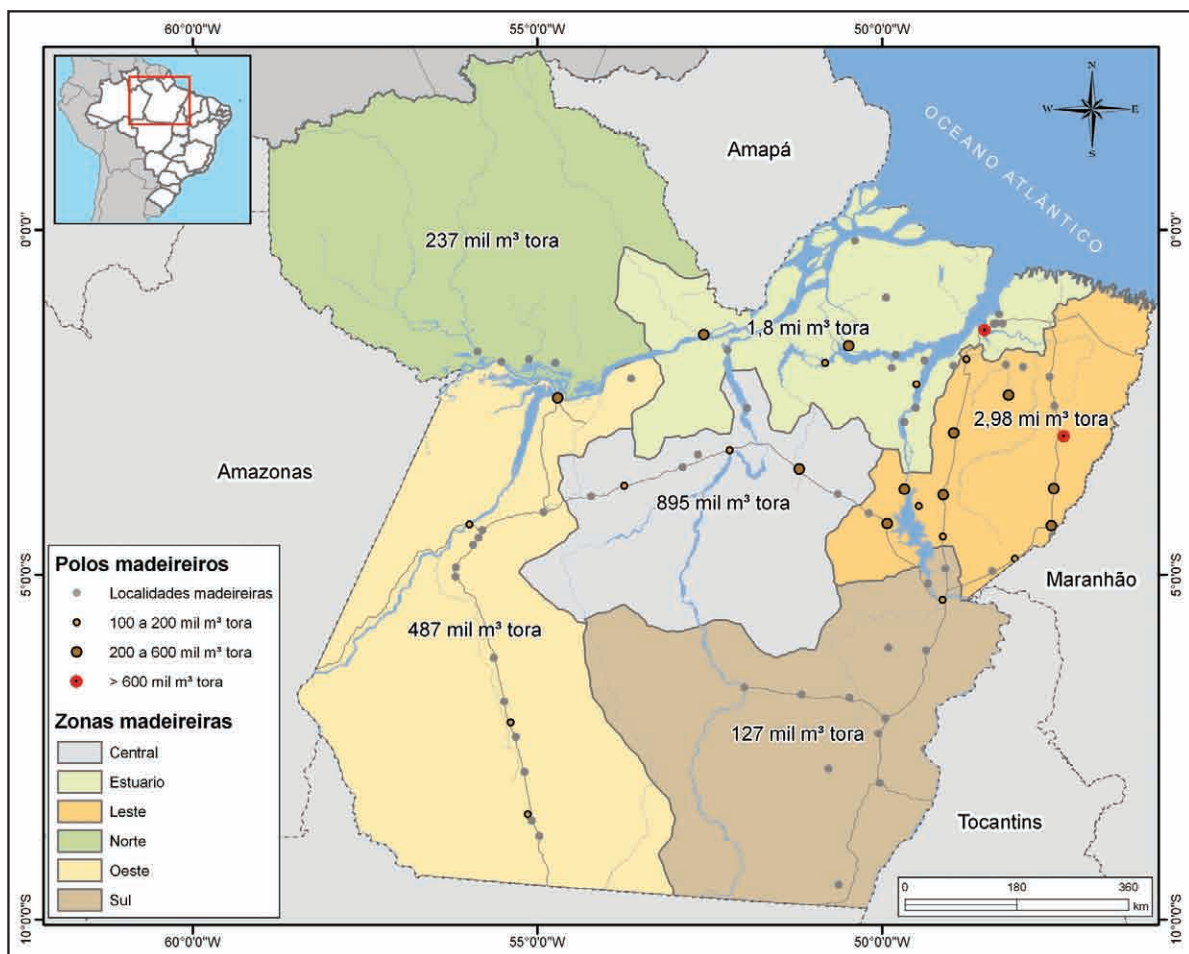 60°0'0"W
55°0'0"W
50°0'0"W
N
W E
S
OCEANO ATLÂNTICO
Amapá
0°0'0"
0°0'0"
237 mil m³ tora
1,8 mi m³ tora
2,98 mi m³ tora
Amazonas
895 mil m³ tora
Maranhão
5°0'0"S
5°0'0"S
487 mil m³ tora
127 mil m³ tora
Tocantins
Polos madeireiros
Localidades madeireiras
100 a 200 mil m³ tora
200 a 600 mil m³ tora
> 600 mil m³ tora
Zonas madeireiras
Central
Estuario
Leste
Norte
Oeste
Sul
0 180 360
km
10°0'0"S
10°0'0"S
60°0'0"W
55°0'0"W
50°0'0"W